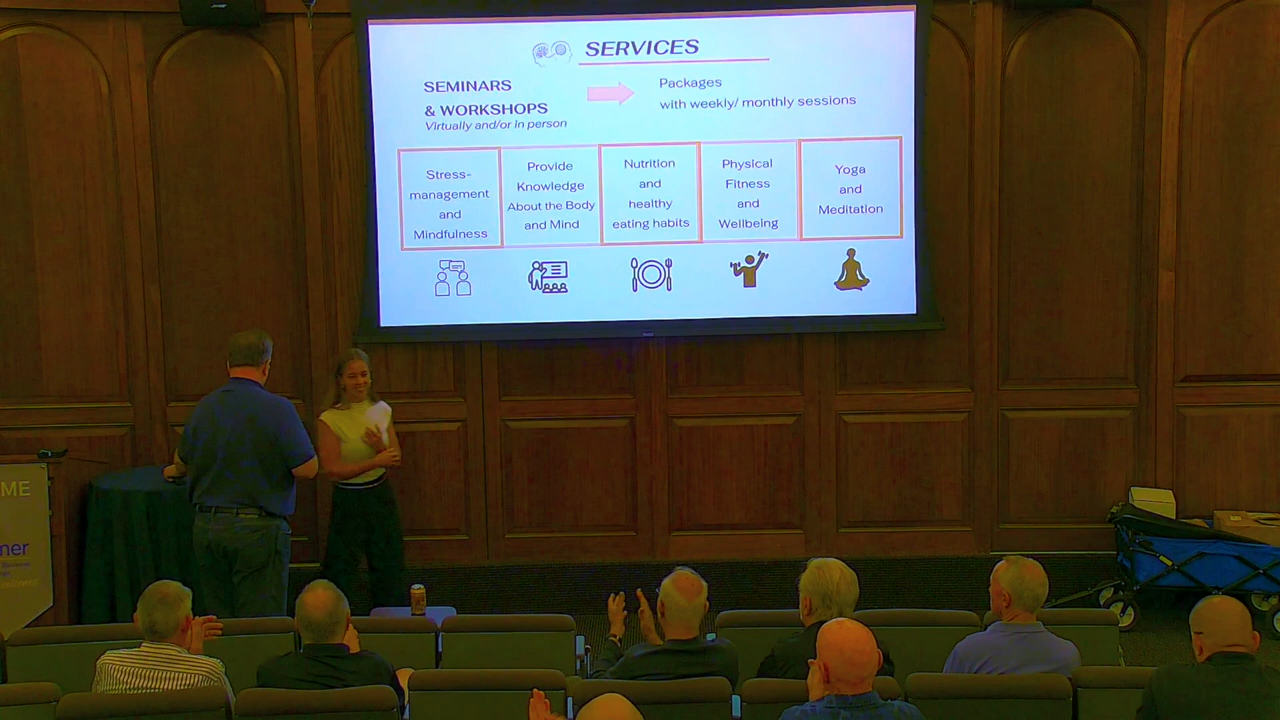 SERVICES
SEMINARS
& WORKSHOPS
Virtually and/or in person
Packages
with weekly/ monthly sessions
Stress-
management
and
Mindfulness
Provide
Knowledge
About the Body
and Mind
Nutrition
and
healthy
eating habits
Physical
Fitness
and
Wellbeing
Yoga
and
Meditation
ME
mer